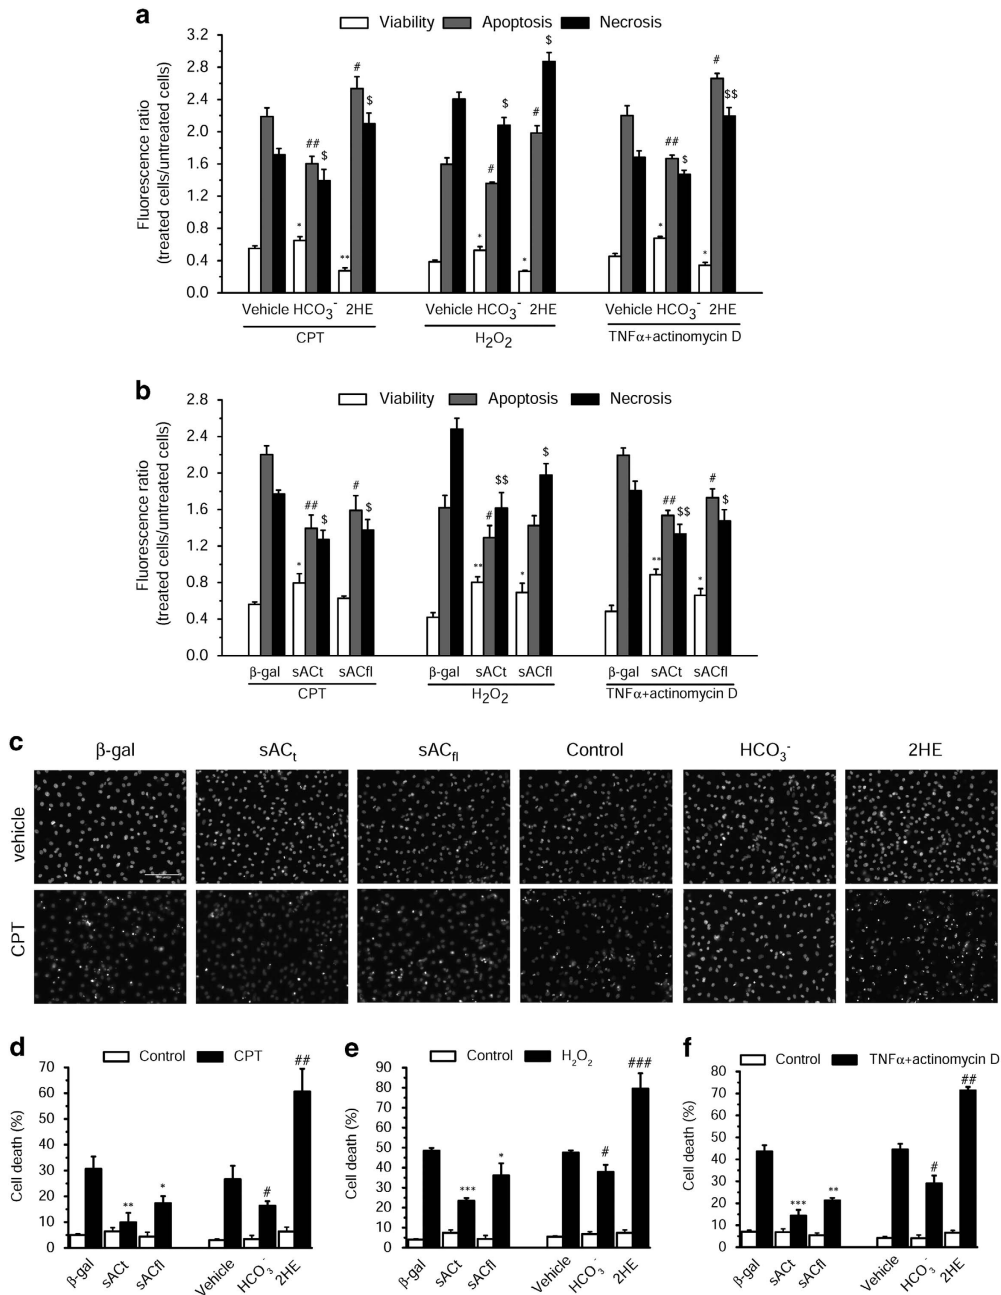 a
Viability Apoptosis Necrosis
Fluorescence ratio
(treated cells/untreated cells)
3.2
2.8
2.4
2.0
1.6
1.2
0.8
0.4
0.0
* ## $ ** # $ * # $ * # $ * ## $ * # $$
Vehicle HCO3- 2HE Vehicle HCO3- 2HE Vehicle HCO3- 2HE
CPT H2O2 TNFα+actinomycin D
b
Viability Apoptosis Necrosis
Fluorescence ratio
(treated cells/untreated cells)
2.8
2.4
2.0
1.6
1.2
0.8
0.4
0.0
* ## $ # $ ** # $$ * $ ** ## $$ * # $
β-gal sACt sACfl β-gal sACt sACfl β-gal sACt sACfl
CPT H2O2 TNFα+actinomycin D
c
β-gal sACt sACfl Control HCO3- 2HE
vehicle
CPT
d
Control CPT
Cell death (%)
70
60
50
40
30
20
10
0
** * # ##
β-gal sACt sACfl Vehicle HCO3- 2HE
e
Control H2O2
Cell death (%)
90
80
70
60
50
40
30
20
10
0
*** * # ###
β-gal sACt sACfl Vehicle HCO3- 2HE
f
Control TNFα+actinomycin D
Cell death (%)
80
70
60
50
40
30
20
10
0
*** ** # ##
β-gal sACt sACfl Vehicle HCO3- 2HE